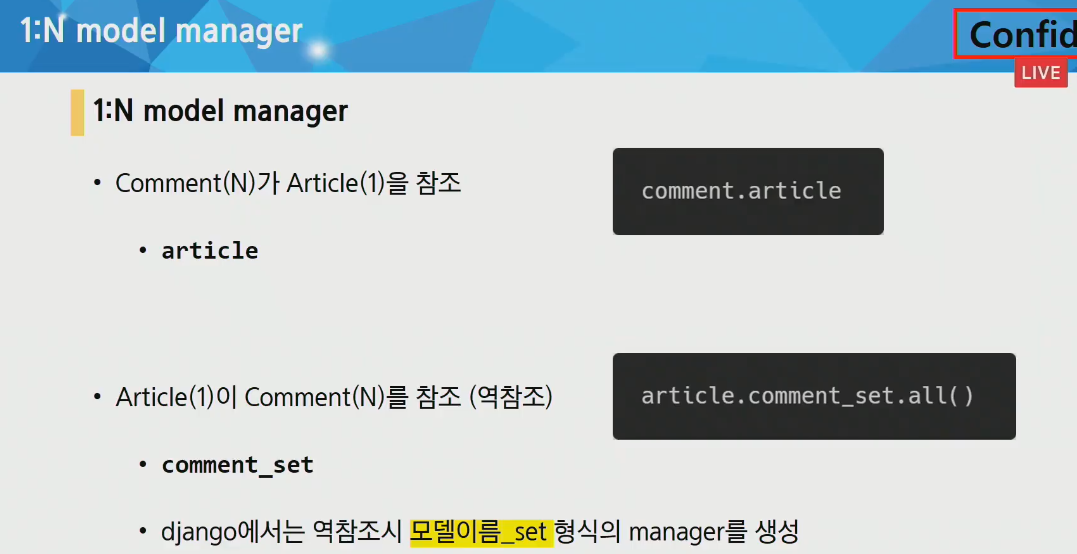 1:N model manager
Confid
LIVE
1:N model manager
• Comment(N)가 Article(1)을 참조
comment.article
• article
• Article(1)이 Comment(N)를 참조 (역참조)
article.comment_set.all()
• comment_set
• django에서는 역참조시 모델이름_set 형식의 manager를 생성